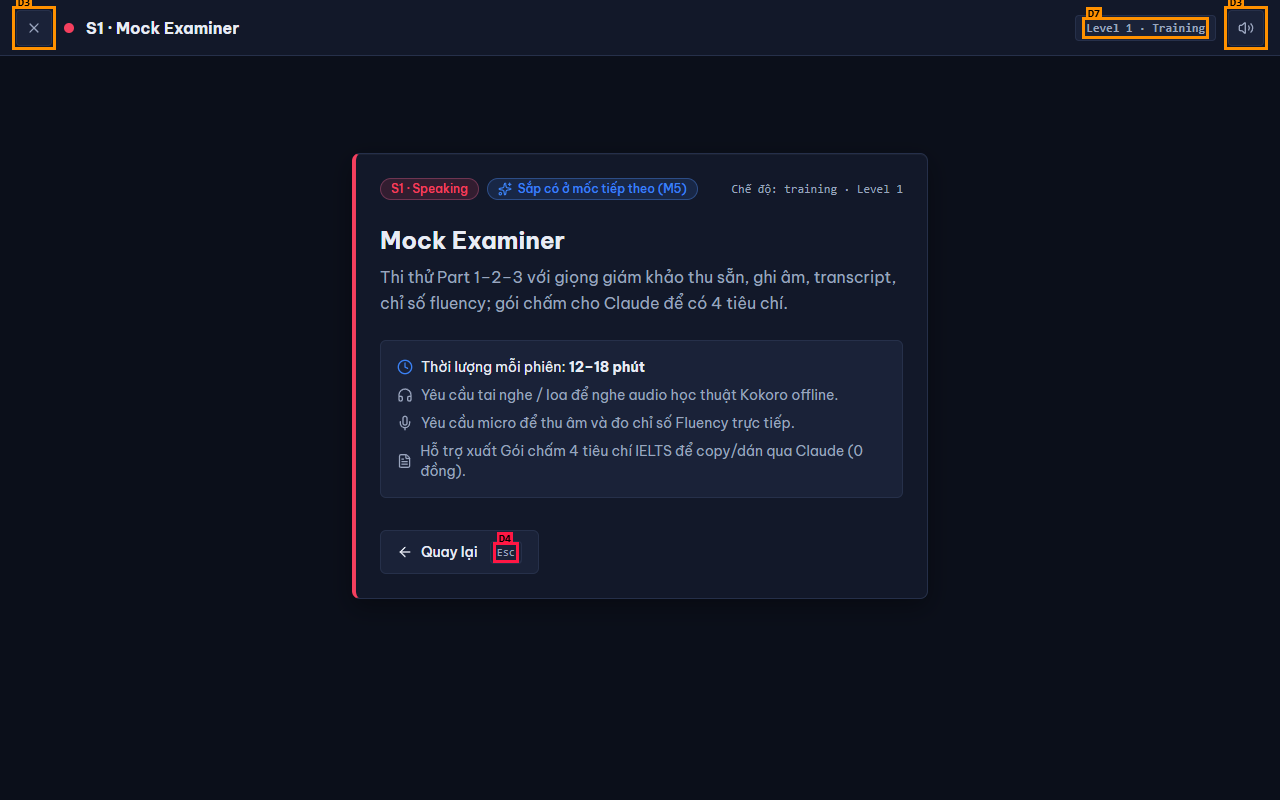 D3
S1 · Mock Examiner
D7
Level 1 · Training
D3
S1 · Speaking
Sắp có ở mốc tiếp theo (M5)
Chế độ: training · Level 1
Mock Examiner
Thi thử Part 1–2–3 với giọng giám khảo thu sẵn, ghi âm, transcript,
chỉ số fluency; gói chấm cho Claude để có 4 tiêu chí.
Thời lượng mỗi phiên: 12–18 phút
Yêu cầu tai nghe / loa để nghe audio học thuật Kokoro offline.
Yêu cầu micro để thu âm và đo chỉ số Fluency trực tiếp.
Hỗ trợ xuất Gói chấm 4 tiêu chí IELTS để copy/dán qua Claude (0
đồng).
D4
Quay lại Esc